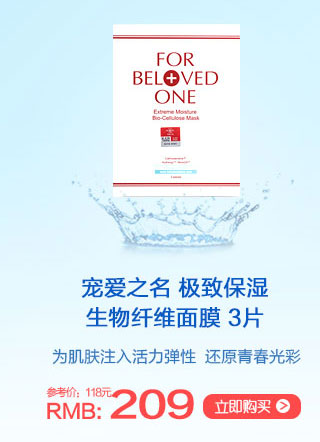 FOR
BELOVED
ONE
Extreme Moisture
Bio-Cellulose Mask
宠爱之名 极致保湿
生物纤维面膜 3片
为肌肤注入活力弹性 还原青春光彩
参考价: 118元
RMB: 209 立即购买 >